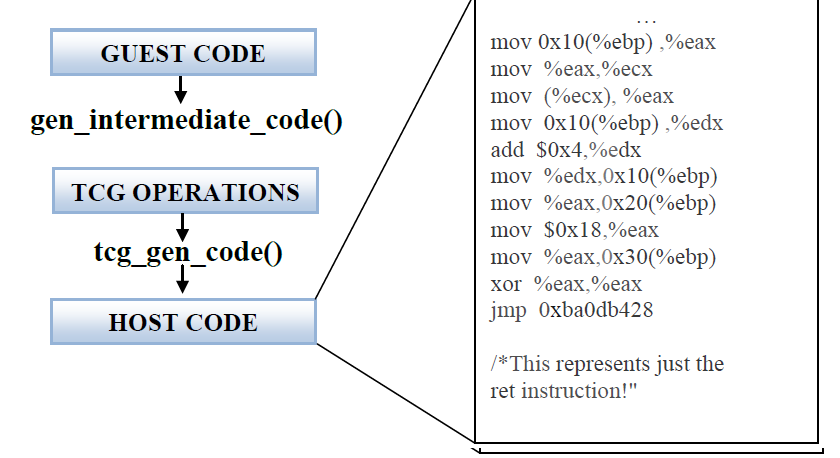 GUEST CODE
gen_intermediate_code()
TCG OPERATIONS
tcg_gen_code()
HOST CODE
...
mov 0x10(%ebp) ,%eax
mov  %eax,%ecx
mov  (%ecx), %eax
mov  0x10(%ebp) ,%edx
add  $0x4,%edx
mov  %edx,0x10(%ebp)
mov  %eax,0x20(%ebp)
mov  $0x18,%eax
mov  %eax,0x30(%ebp)
xor  %eax,%eax
jmp  0xba0db428
/*This represents just the
ret instruction!"